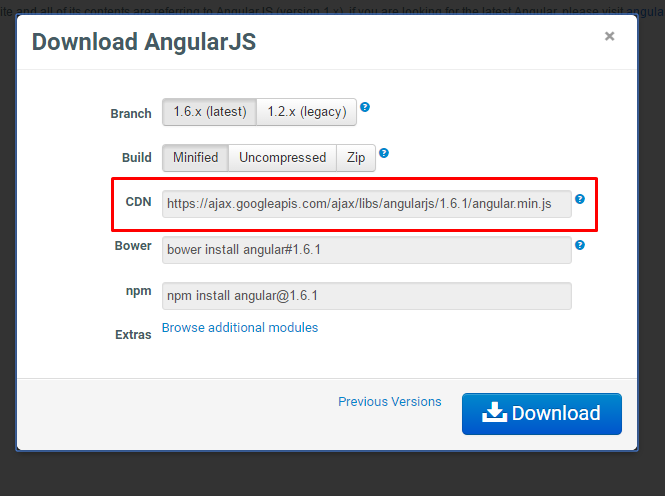 ite and all of its contents are referring to AngularJS (version 1.x), if you are looking for the latest Angular, please visit angula
Download AngularJS ×
Branch 1.6.x (latest) 1.2.x (legacy) ?
Build Minified Uncompressed Zip ?
CDN https://ajax.googleapis.com/ajax/libs/angularjs/1.6.1/angular.min.js ?
Bower bower install angular#1.6.1 ?
npm npm install angular@1.6.1
Extras Browse additional modules
Previous Versions Download